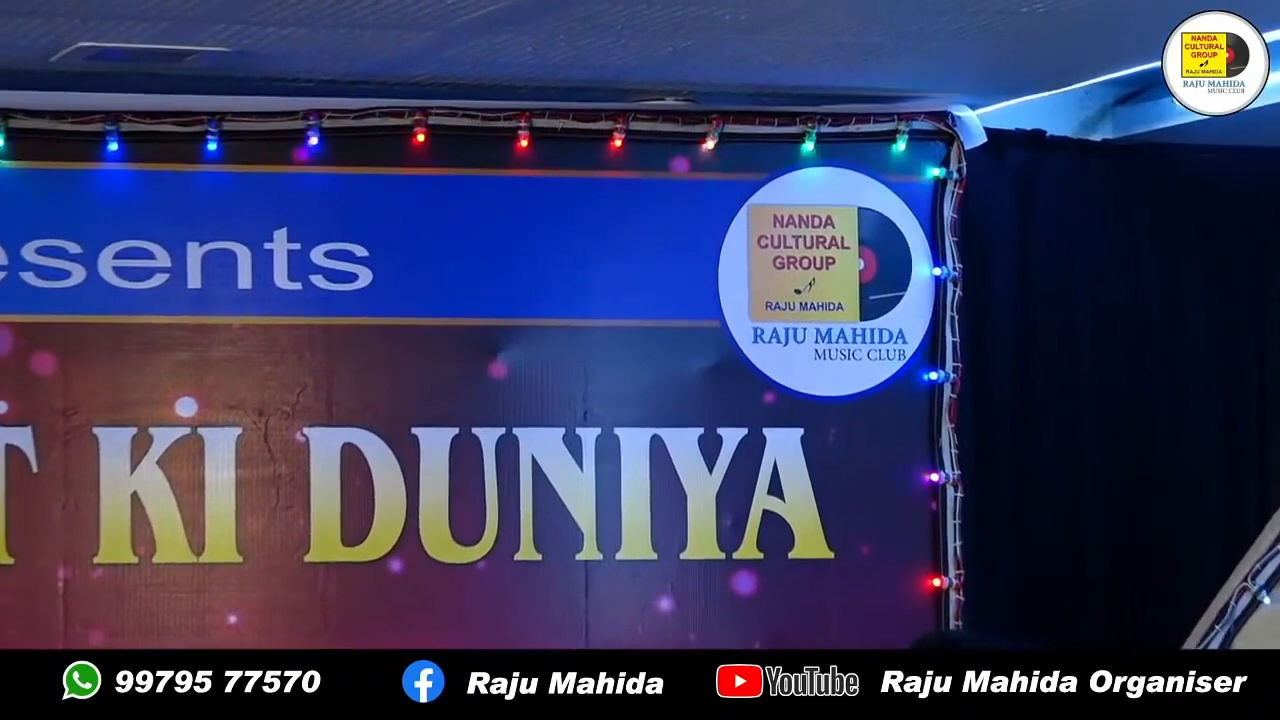 NANDA
CULTURAL
GROUP
RAJU MAHIDA
RAJU MAHIDA
MUSIC CLUB
esents
NANDA
CULTURAL
GROUP
RAJU MAHIDA
RAJU MAHIDA
MUSIC CLUB
T KI DUNIYA
99795 77570
Raju Mahida
YouTube
Raju Mahida Organiser